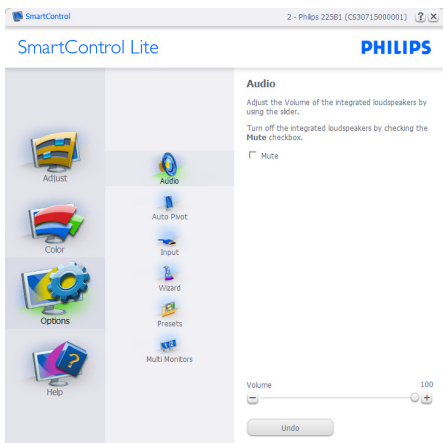 SmartControl
2 - Philips 225B1 (CS30715000001)
SmartControl Lite
PHILIPS
Adjust
Color
Options
Help
Audio
Auto Pivot
Input
Wizard
Presets
Multi Monitors
Audio
Adjust the Volume of the integrated loudspeakers by
using the slider.
Turn off the integrated loudspeakers by checking the
Mute checkbox.
Mute
Volume
100
Undo